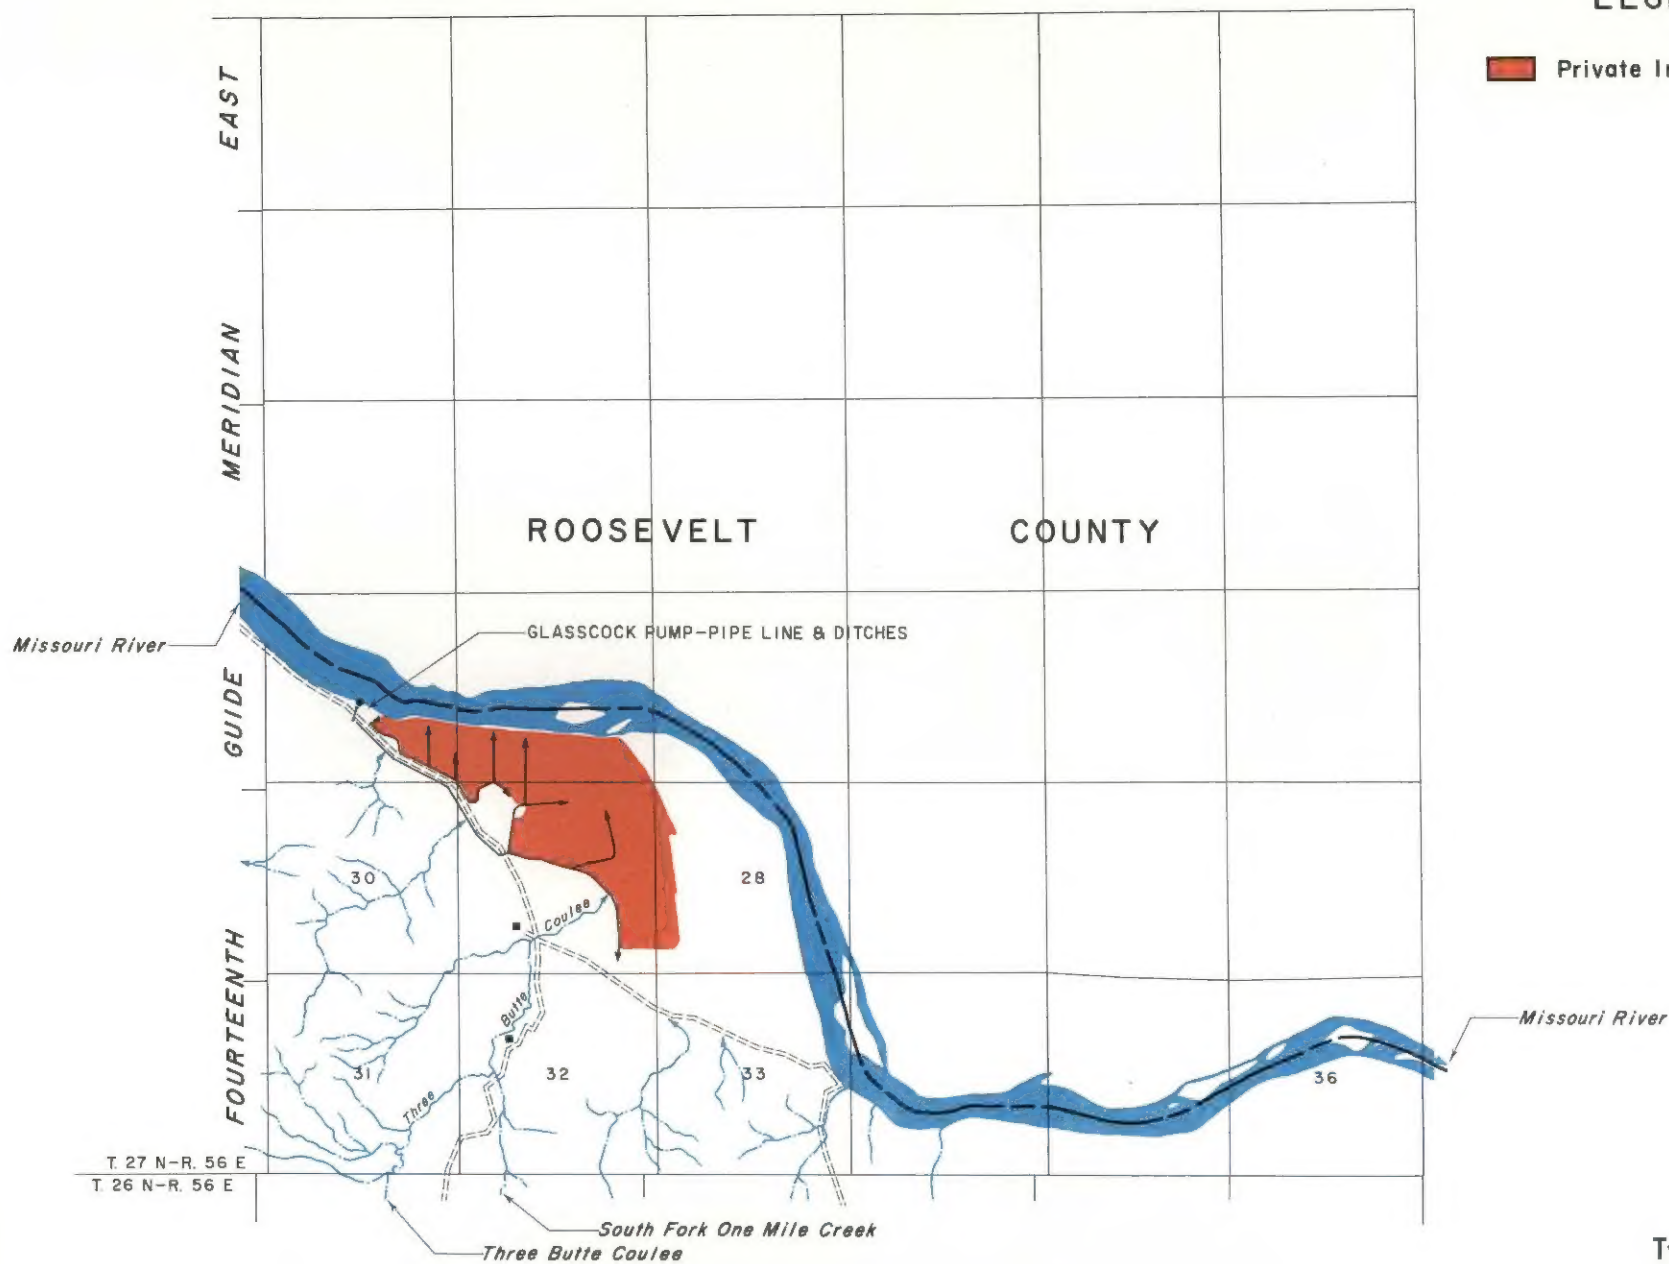 Private
EAST
MERIDIAN
ROOSEVELT COUNTY
Missouri River
GLASSCOCK PUMP-PIPE LINE & DITCHES
GUIDE
30
28
Coulee
FOURTEENTH
Butte
Missouri River
31
32
33
36
Three
T. 27 N-R. 56 E
T. 26 N-R. 56 E
South Fork One Mile Creek
Three Butte Coulee